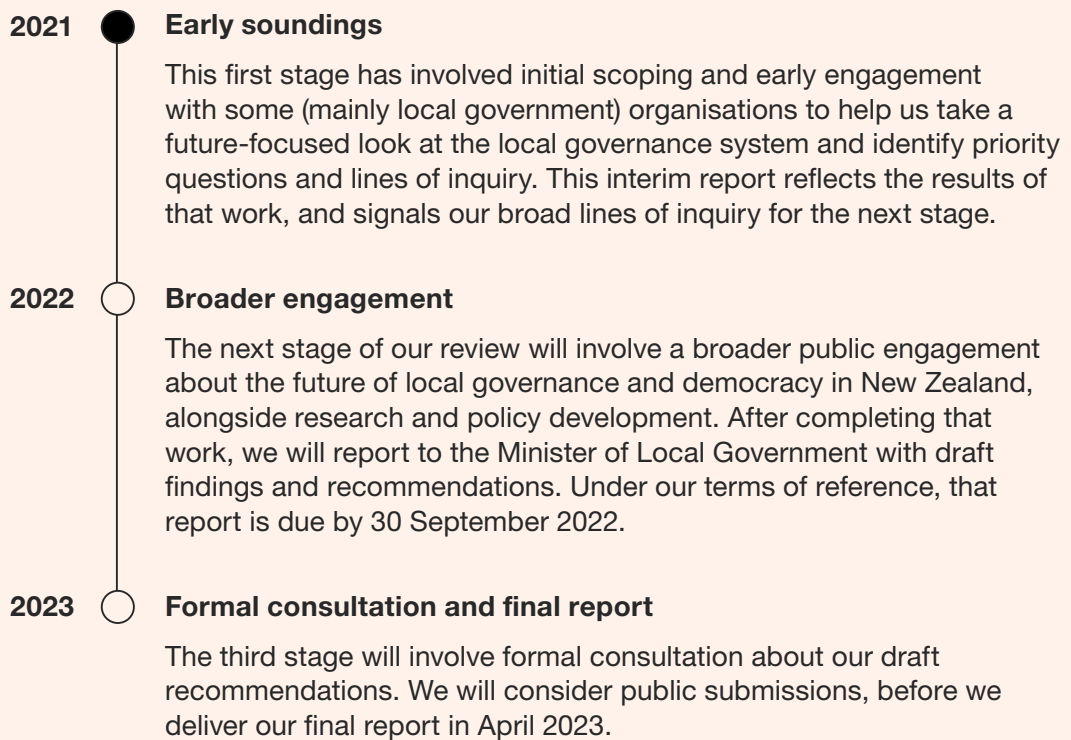 2021 Early soundings
This first stage has involved initial scoping and early engagement
with some (mainly local government) organisations to help us take a
future-focused look at the local governance system and identify priority
questions and lines of inquiry. This interim report reflects the results of
that work, and signals our broad lines of inquiry for the next stage.
2022 Broader engagement
The next stage of our review will involve a broader public engagement
about the future of local governance and democracy in New Zealand,
alongside research and policy development. After completing that
work, we will report to the Minister of Local Government with draft
findings and recommendations. Under our terms of reference, that
report is due by 30 September 2022.
2023 Formal consultation and final report
The third stage will involve formal consultation about our draft
recommendations. We will consider public submissions, before we
deliver our final report in April 2023.